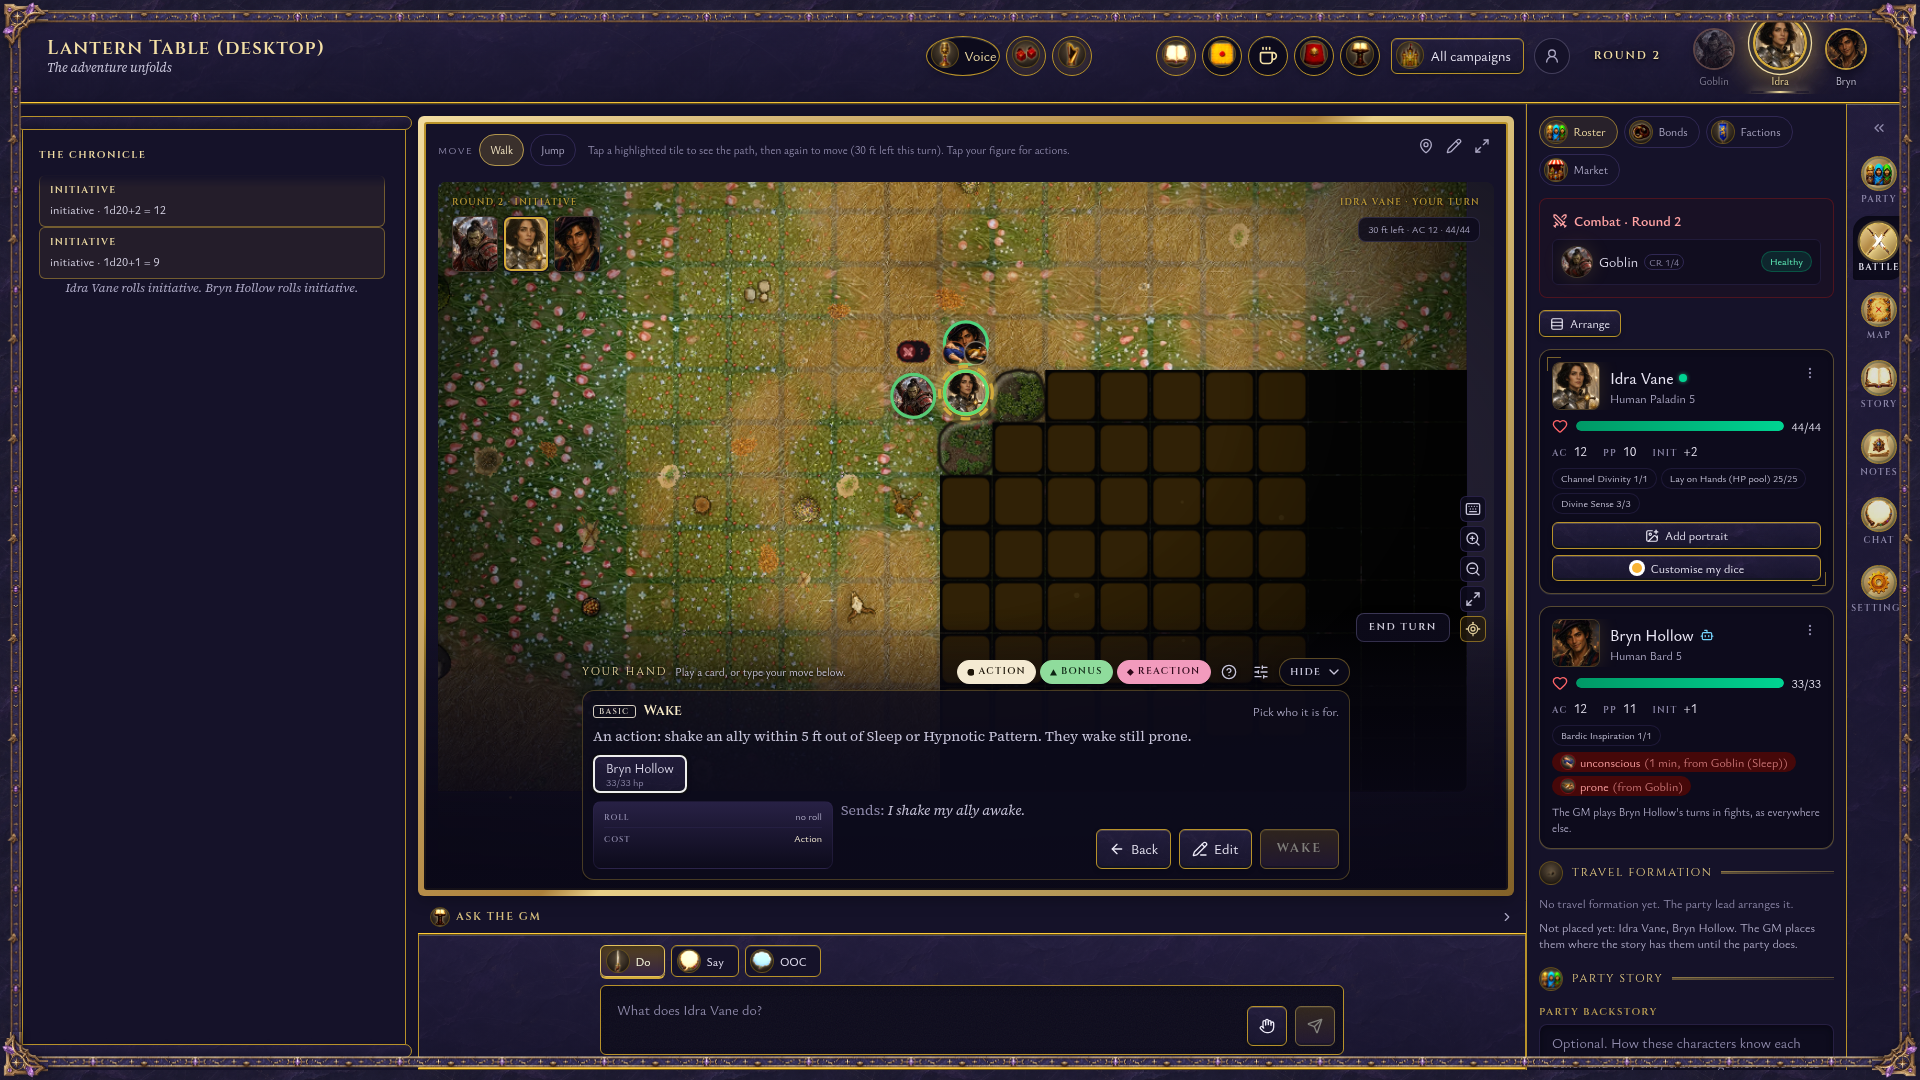 LANTERN TABLE (DESKTOP)
The adventure unfolds
Voice
All campaigns
ROUND 2
Goblin
Idra
Bryn
THE CHRONICLE
INITIATIVE
initiative · 1d20+2 = 12
INITIATIVE
initiative · 1d20+1 = 9
Idra Vane rolls initiative. Bryn Hollow rolls initiative.
MOVE
Walk
Jump
Tap a highlighted tile to see the path, then again to move (30 ft left this turn). Tap your figure for actions.
ROUND 2 · INITIATIVE
IDRA VANE · YOUR TURN
30 ft left · AC 12 · 44/44
END TURN
YOUR HAND
Play a card, or type your move below.
ACTION
BONUS
REACTION
HIDE
BASIC
WAKE
Pick who it is for.
An action: shake an ally within 5 ft out of Sleep or Hypnotic Pattern. They wake still prone.
Bryn Hollow
33/33 hp
ROLL
no roll
COST
Action
Sends: I shake my ally awake.
Back
Edit
WAKE
ASK THE GM
Do
Say
OOC
What does Idra Vane do?
Roster
Bonds
Factions
Market
Combat · Round 2
Goblin
CR 1/4
Healthy
Arrange
Idra Vane
Human Paladin 5
44/44
AC 12
PP 10
INIT +2
Channel Divinity 1/1
Lay on Hands (HP pool) 25/25
Divine Sense 3/3
Add portrait
Customise my dice
Bryn Hollow
Human Bard 5
33/33
AC 12
PP 11
INIT +1
Bardic Inspiration 1/1
unconscious (1 min, from Goblin (Sleep))
prone (from Goblin)
The GM plays Bryn Hollow's turns in fights, as everywhere
else.
TRAVEL FORMATION
No travel formation yet. The party lead arranges it.
Not placed yet: Idra Vane, Bryn Hollow. The GM places
them where the story has them until the party does.
PARTY STORY
PARTY BACKSTORY
Optional. How these characters know each
PARTY
BATTLE
MAP
STORY
NOTES
CHAT
SETTING